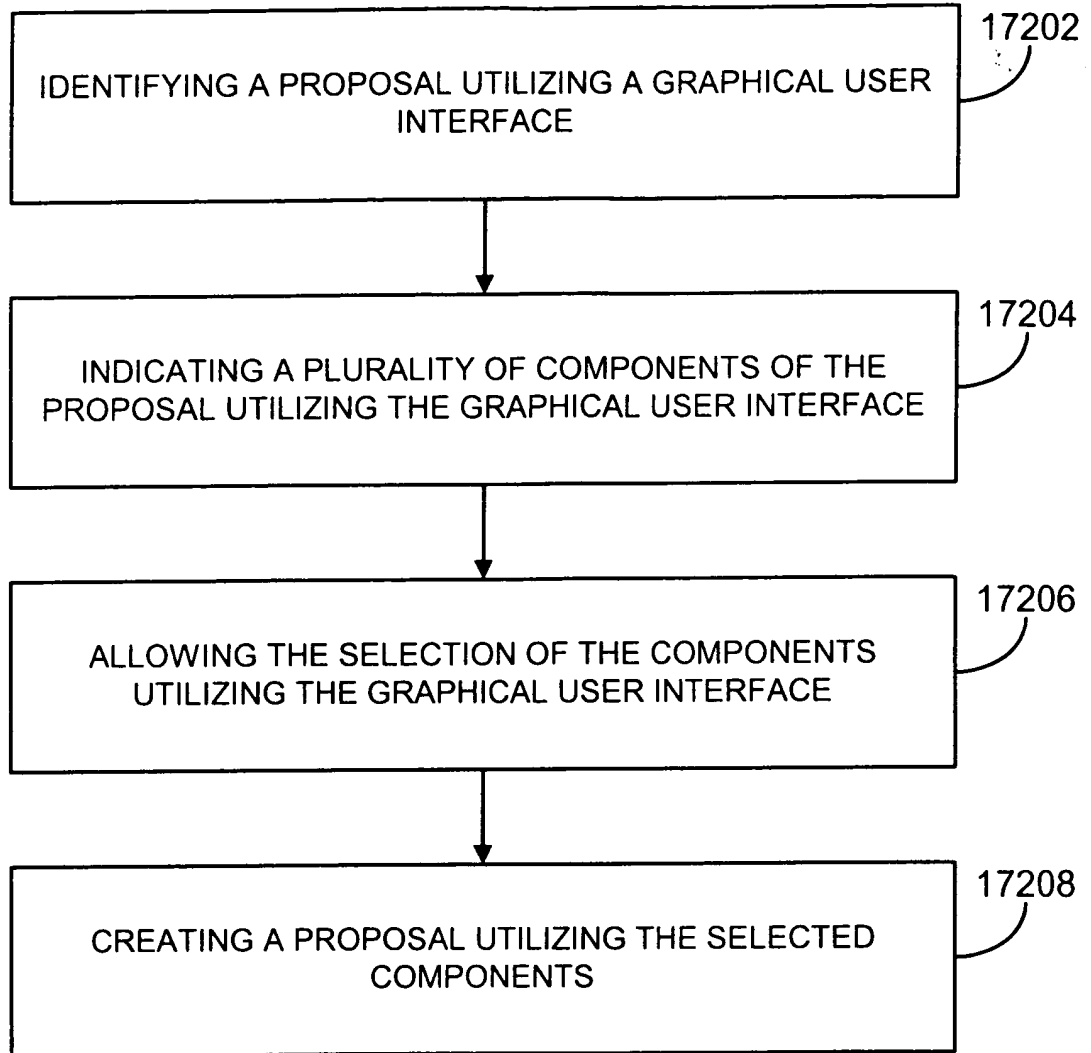 17202
IDENTIFYING A PROPOSAL UTILIZING A GRAPHICAL USER
INTERFACE
17204
INDICATING A PLURALITY OF COMPONENTS OF THE
PROPOSAL UTILIZING THE GRAPHICAL USER INTERFACE
17206
ALLOWING THE SELECTION OF THE COMPONENTS
UTILIZING THE GRAPHICAL USER INTERFACE
17208
CREATING A PROPOSAL UTILIZING THE SELECTED
COMPONENTS